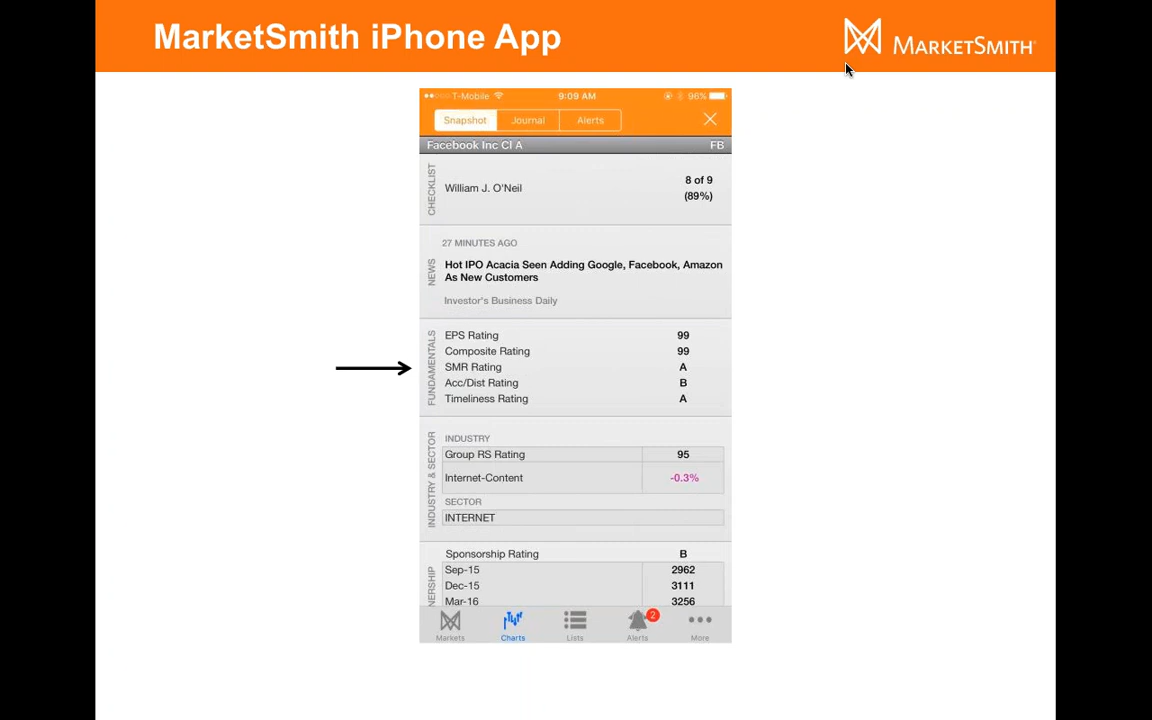 MarketSmith iPhone App
MARKETSMITH
T-Mobile 9:09 AM 96%
Snapshot Journal Alerts
Facebook Inc Cl A FB
CHECKLIST
William J. O'Neil 8 of 9
(89%)
NEWS
27 MINUTES AGO
Hot IPO Acacia Seen Adding Google, Facebook, Amazon
As New Customers
Investor's Business Daily
FUNDAMENTALS
EPS Rating 99
Composite Rating 99
SMR Rating A
Acc/Dist Rating B
Timeliness Rating A
INDUSTRY & SECTOR
INDUSTRY
Group RS Rating 95
Internet-Content -0.3%
SECTOR
INTERNET
NERSHIP
Sponsorship Rating B
Sep-15 2962
Dec-15 3111
Mar-16 3256
2
Markets Charts Lists Alerts More